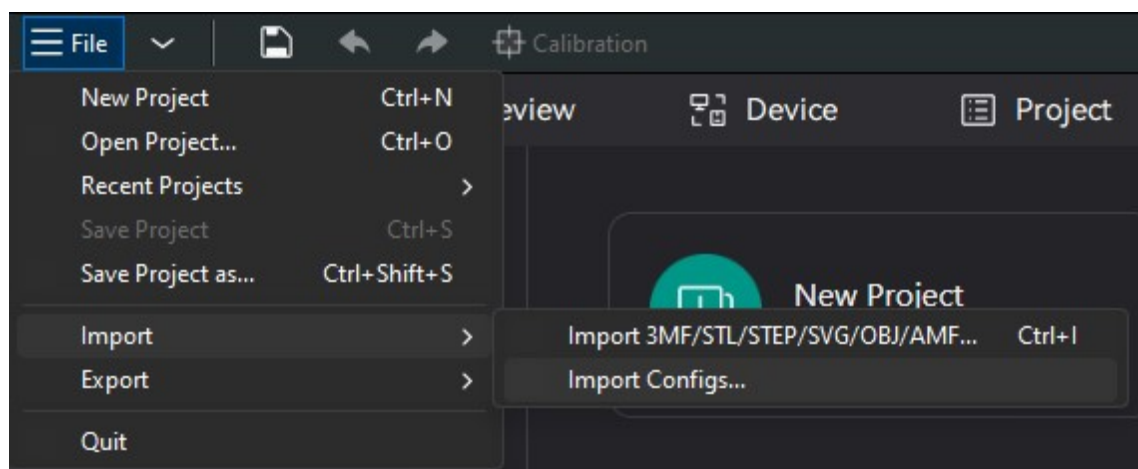 File
Calibration
New Project Ctrl+N
eview Device Project
Open Project... Ctrl+O
Recent Projects
Save Project Ctrl+S
Save Project as... Ctrl+Shift+S
New Project
Import
Import 3MF/STL/STEP/SVG/OBJ/AMF... Ctrl+I
Export
Import Configs...
Quit